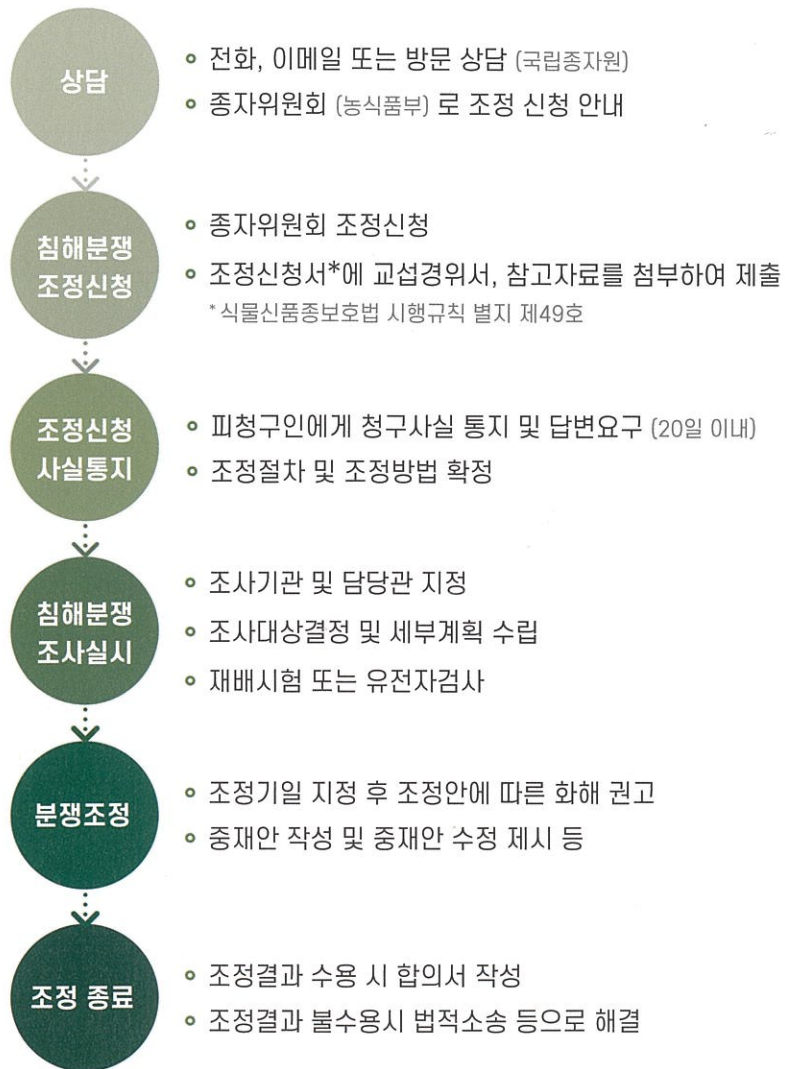 상담
전화, 이메일 또는 방문 상담 (국립종자원)
종자위원회 (농식품부) 로 조정 신청 안내
침해분쟁
조정신청
종자위원회 조정신청
조정신청서*에 교섭경위서, 참고자료를 첨부하여 제출
* 식물신품종보호법 시행규칙 별지 제49호
조정신청
사실통지
피청구인에게 청구사실 통지 및 답변요구 (20일 이내)
조정절차 및 조정방법 확정
침해분쟁
조사실시
조사기관 및 담당관 지정
조사대상결정 및 세부계획 수립
재배시험 또는 유전자검사
분쟁조정
조정기일 지정 후 조정안에 따른 화해 권고
중재안 작성 및 중재안 수정 제시 등
조정 종료
조정결과 수용 시 합의서 작성
조정결과 불수용시 법적소송 등으로 해결